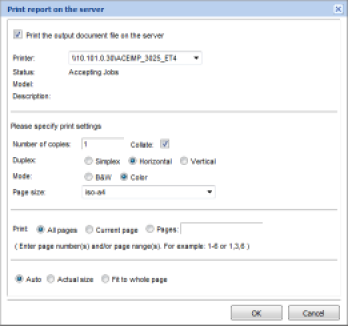 Print report on the server
Print the output document file on the server
Printer: \\10.101.0.30\ACEIMP_3025_ET4
Status: Accepting Jobs
Model:
Description:
Please specify print settings
Number of copies: 1 Collate:
Duplex: Simplex Horizontal Vertical
Mode: B&W Color
Page size: iso-a4
Print: All pages Current page Pages:
( Enter page number(s) and/or page range(s). For example: 1-6 or 1,3,6 )
Auto Actual size Fit to whole page
OK Cancel